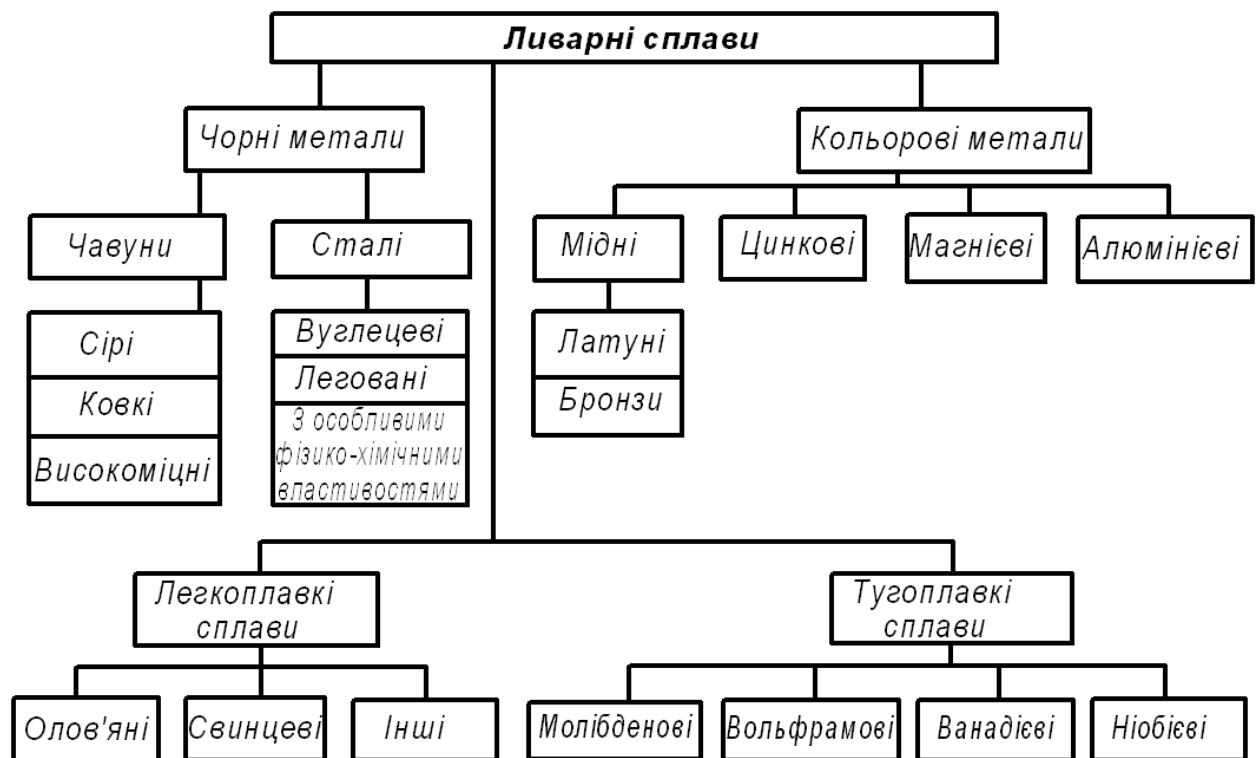 Ливарні сплави
Чорні метали
Кольорові метали
Чавуни
Сталі
Мідні
Цинкові
Магнієві
Алюмінієві
Сірі
Ковкі
Високоміцні
Вуглецеві
Леговані
З особливими
фізико-хімічними
властивостями
Латуні
Бронзи
Легкоплавкі
сплави
Тугоплавкі
сплави
Олов'яні
Свинцеві
Інші
Молібденові
Вольфрамові
Ванадієві
Ніобієві